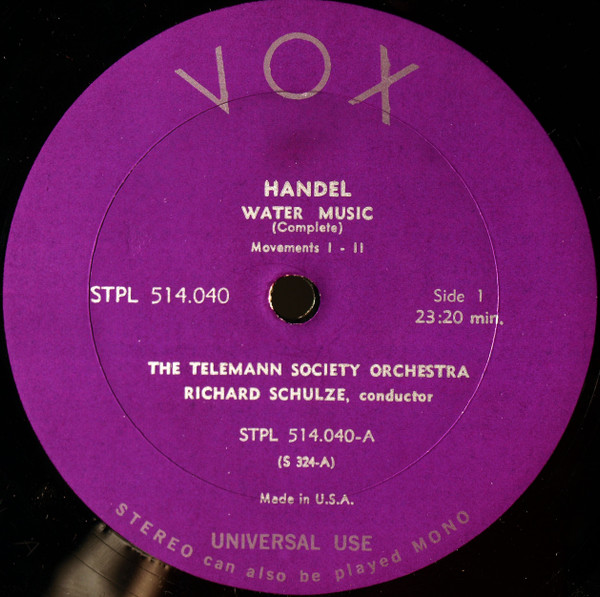 VOX
HANDEL
WATER MUSIC
(Complete)
Movements I - II
STPL 514.040
Side 1
23:20 min.
THE TELEMANN SOCIETY ORCHESTRA
RICHARD SCHULZE, conductor
STPL 514.040-A
(S 324-A)
Made in U.S.A.
UNIVERSAL USE
STEREO can also be played MONO